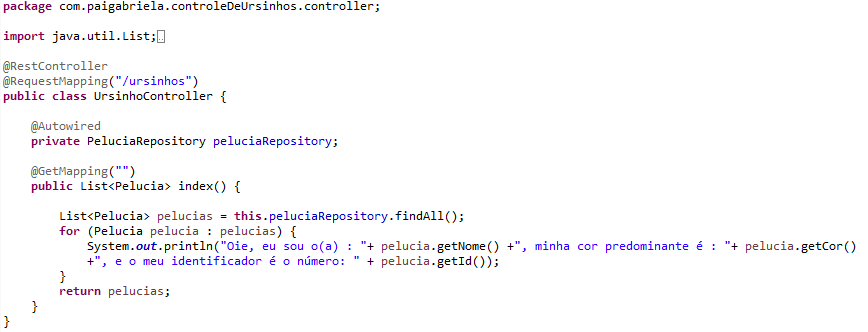 package com.paigabriela.controleDeUrsinhos.controller;
import java.util.List;
@RestController
@RequestMapping("/ursinhos")
public class UrsinhoController {
@Autowired
private PeluciaRepository peluciaRepository;
@GetMapping("")
public List<Pelucia> index() {
List<Pelucia> pelucias = this.peluciaRepository.findAll();
for (Pelucia pelucia : pelucias) {
System.out.println("Oie, eu sou o(a) : "+ pelucia.getNome() +", minha cor predominante é : "+ pelucia.getCor()
+", e o meu identificador é o número: " + pelucia.getId());
}
return pelucias;
}
}